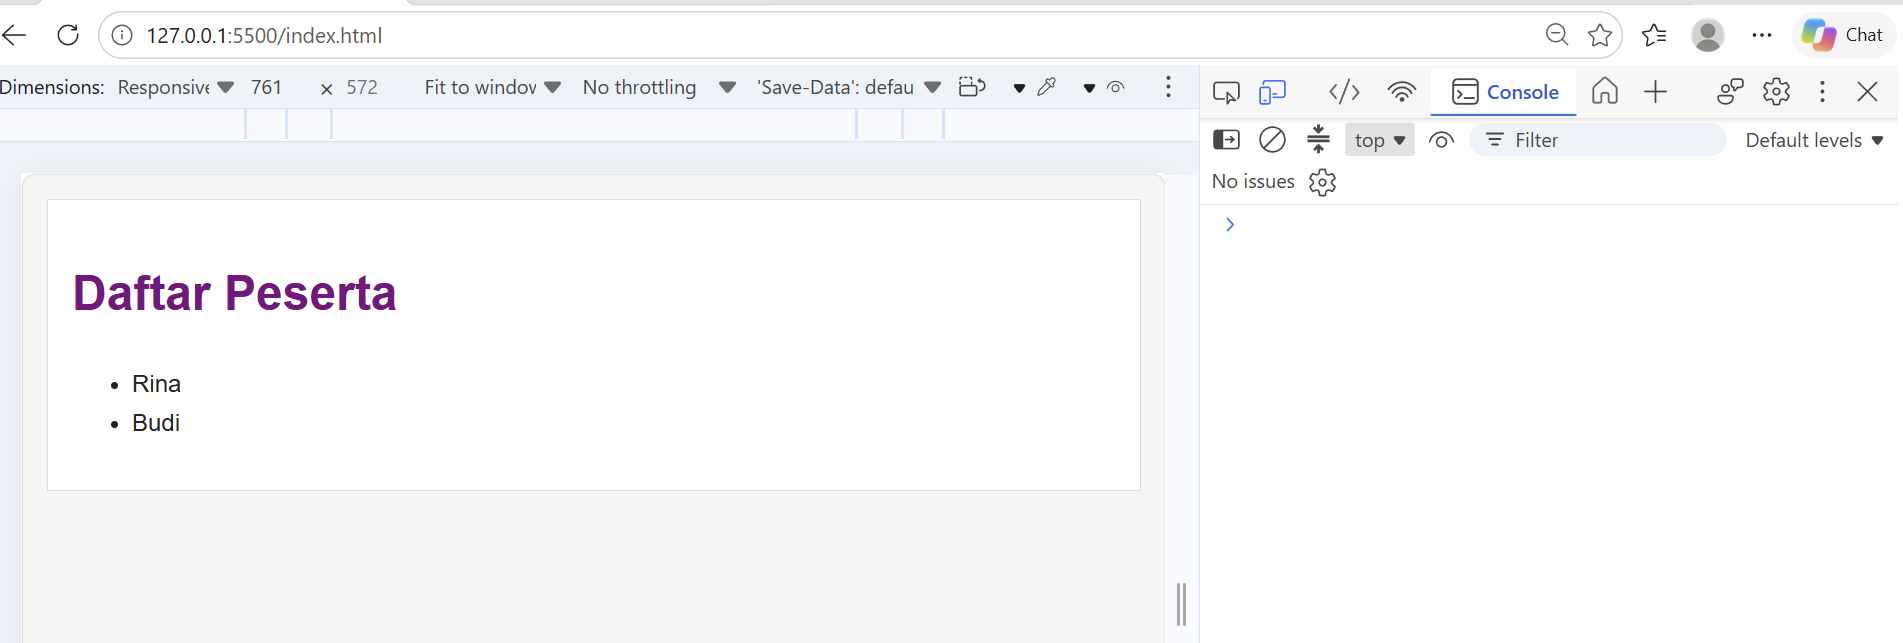 127.0.0.1:5500/index.html
Chat
Dimensions: Responsive 761 × 572 Fit to window No throttling 'Save-Data': defau
Console
top Filter Default levels
No issues
Daftar Peserta
Rina
Budi